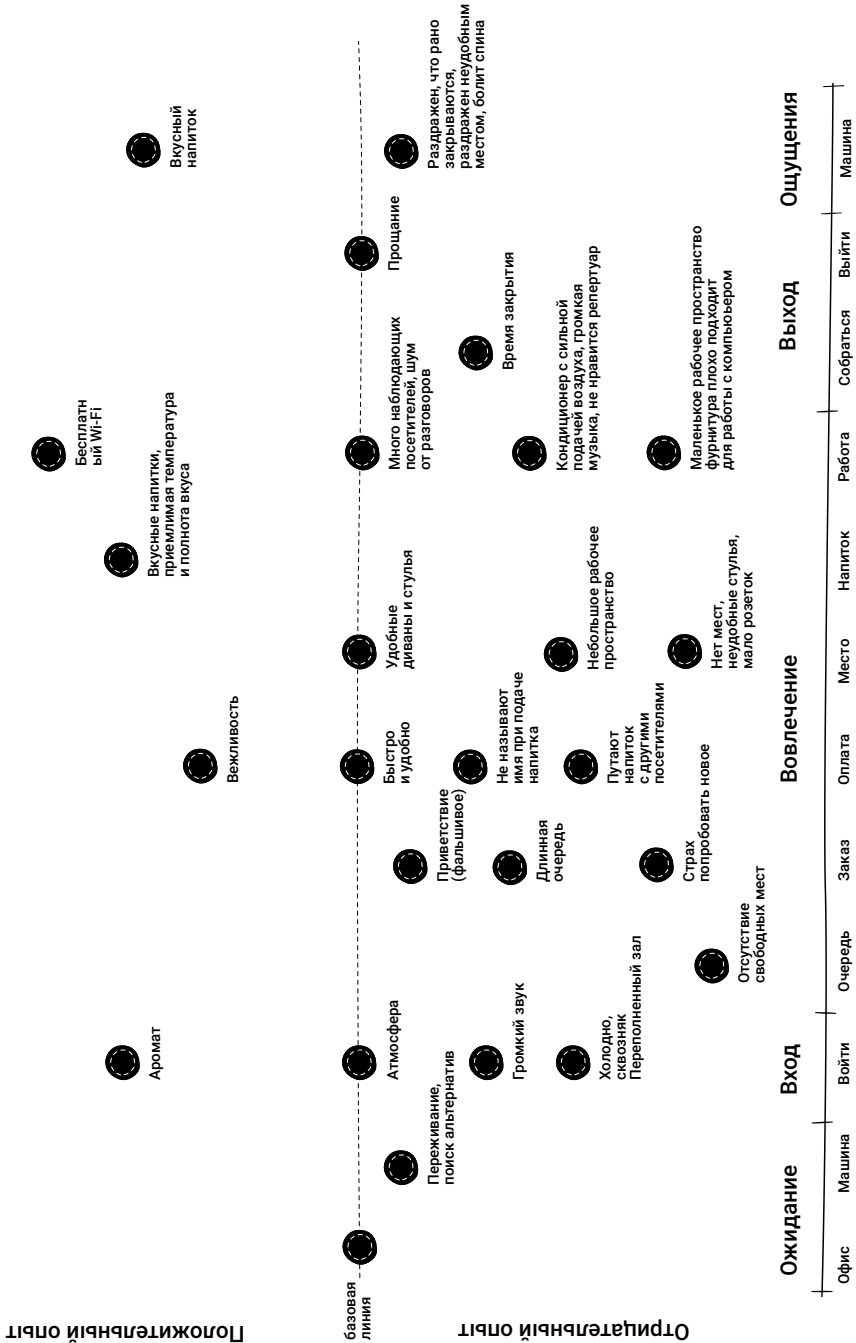 Положительный опыт
Отрицательный опыт
базовая
линия
Бесплатн
ый Wi-Fi
Вкусные напитки,
приемлимая температура
и полнота вкуса
Вкусный
напиток
Аромат
Вежливость
Атмосфера
Быстро
и удобно
Удобные
диваны и стулья
Много наблюдающих
посетителей, шум
от разговоров
Прощание
Переживание,
поиск альтернатив
Приветствие
(фальшивое)
Раздражен, что рано
закрываются,
раздражен неудобным
местом, болит спина
Громкий звук
Длинная
очередь
Не называют
имя при подаче
напитка
Время закрытия
Холодно,
сквозняк
Переполненный зал
Путают
напиток
с другими
посетителями
Небольшое рабочее
пространство
Кондиционер с сильной
подачей воздуха, громкая
музыка, не нравится репертуар
Отсутствие
свободных мест
Страх
попробовать новое
Нет мест,
неудобные стулья,
мало розеток
Маленькое рабочее пространство
фурнитура плохо подходит
для работы с компьюьером
Ожидание
Вход
Вовлечение
Выход
Ощущения
Офис
Машина
Войти
Очередь
Заказ
Оплата
Место
Напиток
Работа
Собраться
Выйти
Машина